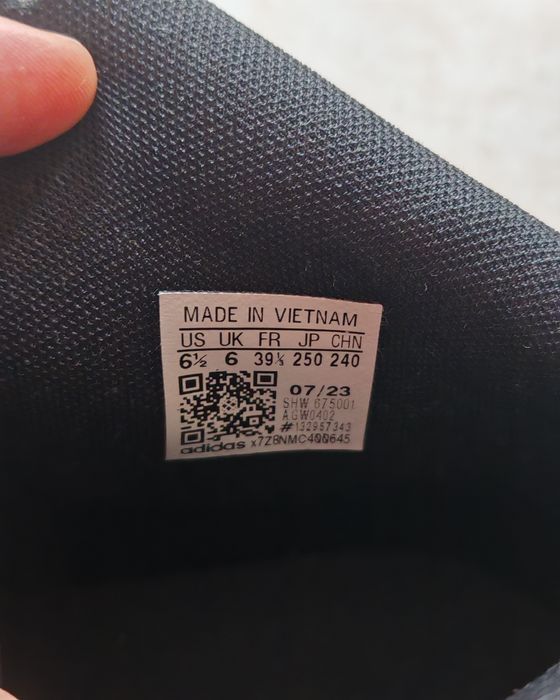 MADE IN VIETNAM
US UK FR JP CHN
6½ 6 39⅓ 250 240
07/23
SHW 675001
AGW0402
#132957343
adidas x7Z8NMC400645